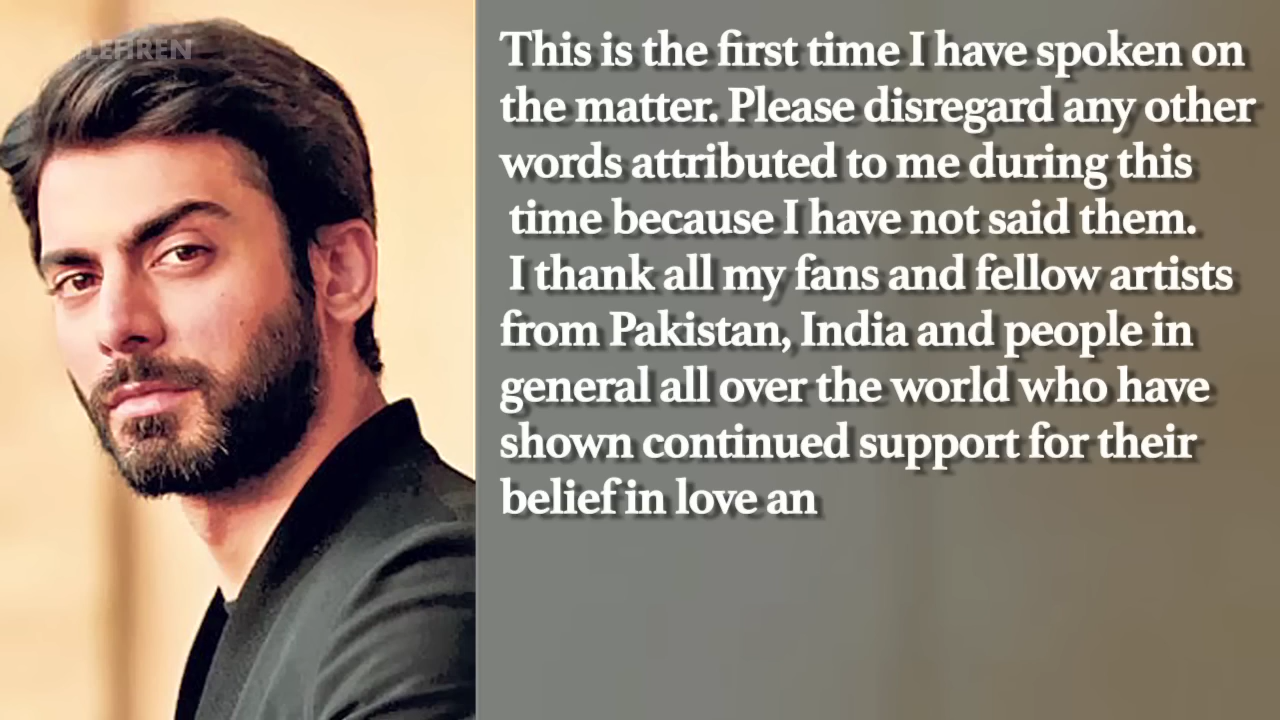 LEHREN
This is the first time I have spoken on
the matter. Please disregard any other
words attributed to me during this
time because I have not said them.
I thank all my fans and fellow artists
from Pakistan, India and people in
general all over the world who have
shown continued support for their
belief in love an